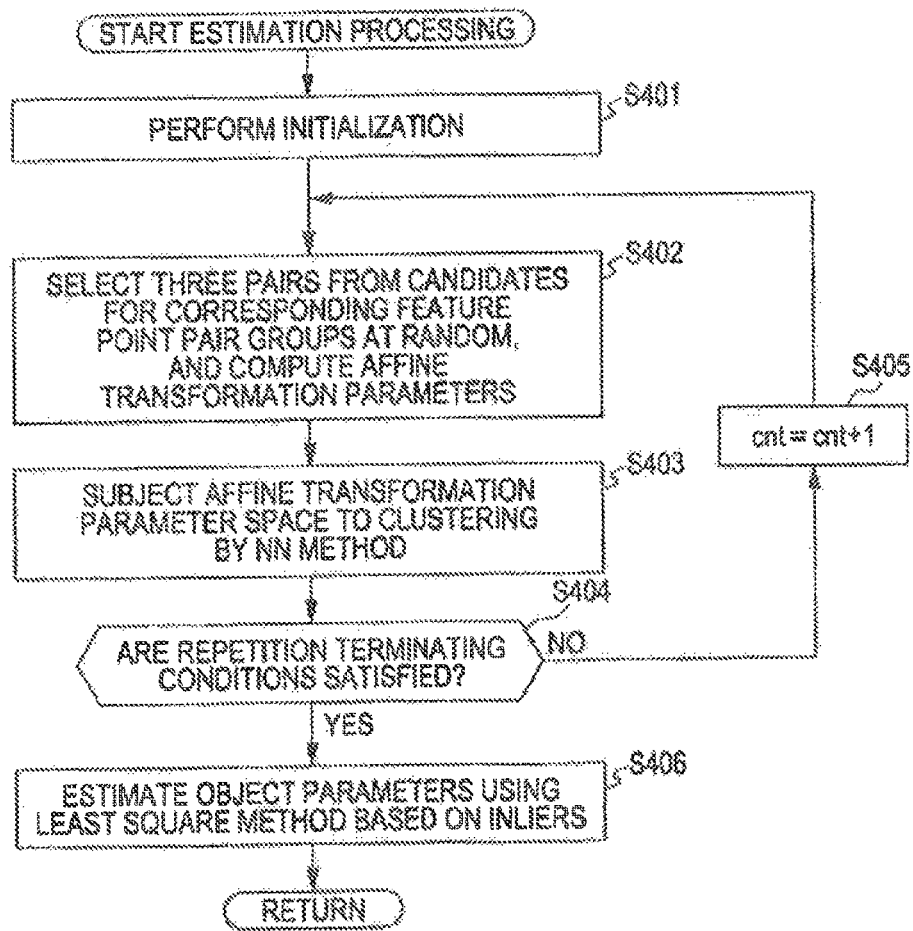 START ESTIMATION PROCESSING
S401
PERFORM INITIALIZATION
S402
SELECT THREE PAIRS FROM CANDIDATES
FOR CORRESPONDING FEATURE
POINT PAIR GROUPS AT RANDOM,
AND COMPUTE AFFINE
TRANSFORMATION PARAMETERS
S405
cnt = cnt+1
S403
SUBJECT AFFINE TRANSFORMATION
PARAMETER SPACE TO CLUSTERING
BY NN METHOD
S404
ARE REPETITION TERMINATING
CONDITIONS SATISFIED?
NO
YES
S406
ESTIMATE OBJECT PARAMETERS USING
LEAST SQUARE METHOD BASED ON INLIERS
RETURN